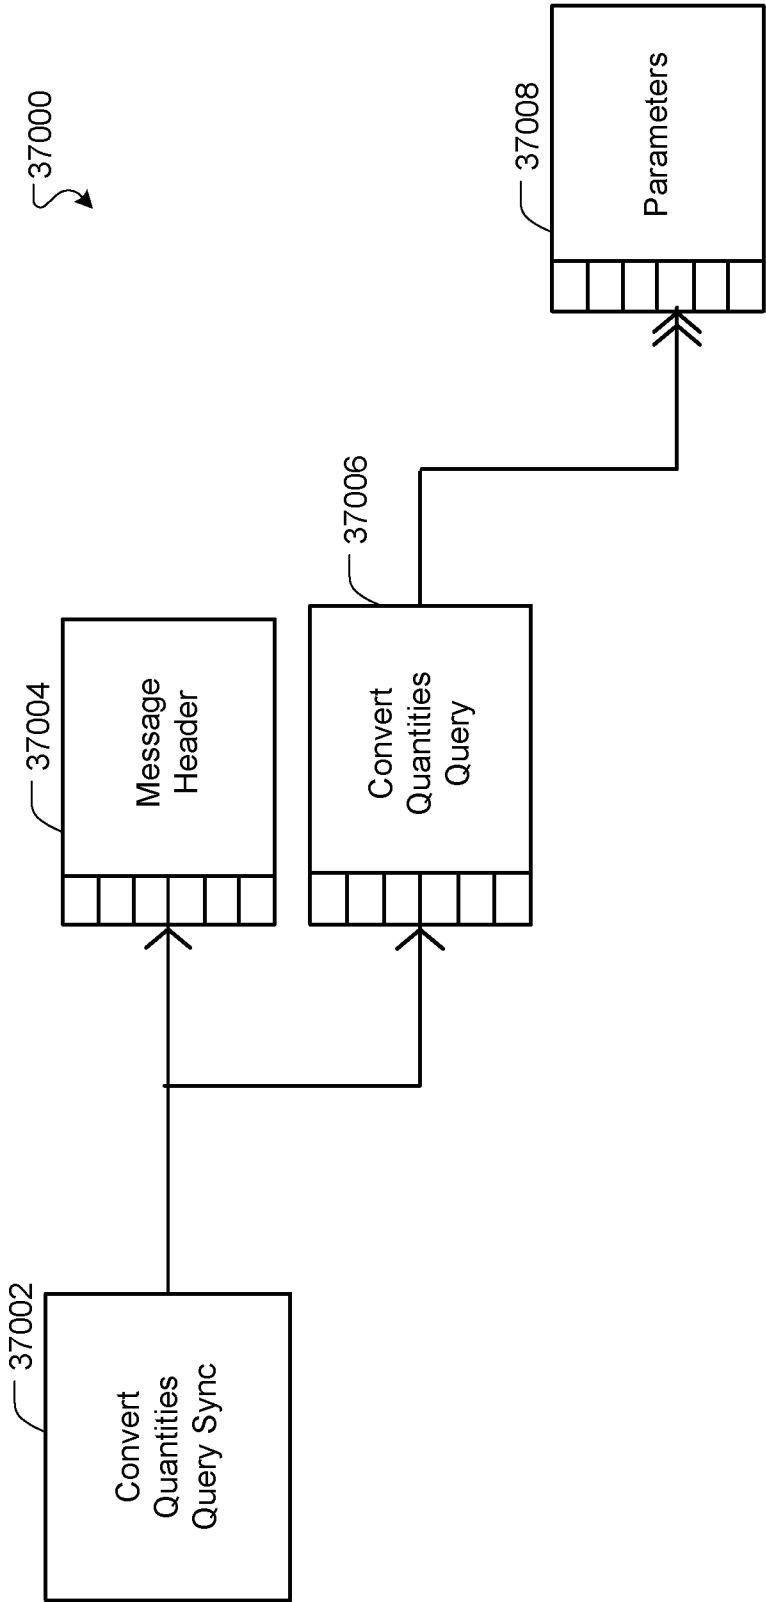 37000
37002
Convert
Quantities
Query Sync
37004
Message
Header
37006
Convert
Quantities
Query
37008
Parameters